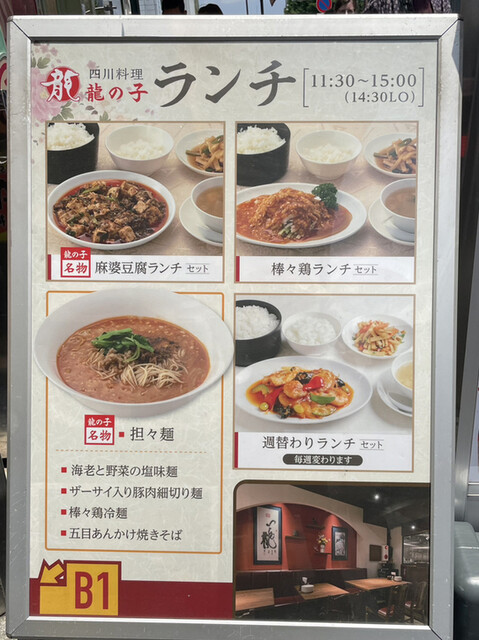 四川料理
龍の子
ランチ
11:30～15:00
(14:30LO)
龍の子
名物
麻婆豆腐ランチ セット
棒々鶏ランチ セット
龍の子
名物
■ 担々麺
■ 海老と野菜の塩味麺
■ ザーサイ入り豚肉細切り麺
■ 棒々鶏冷麺
■ 五目あんかけ焼きそば
週替わりランチ セット
毎週変わります
B1